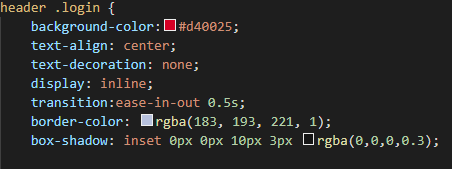 header .login {
background-color:#d40025;
text-align: center;
text-decoration: none;
display: inline;
transition:ease-in-out 0.5s;
border-color: rgba(183, 193, 221, 1);
box-shadow: inset 0px 0px 10px 3px rgba(0,0,0,0.3);